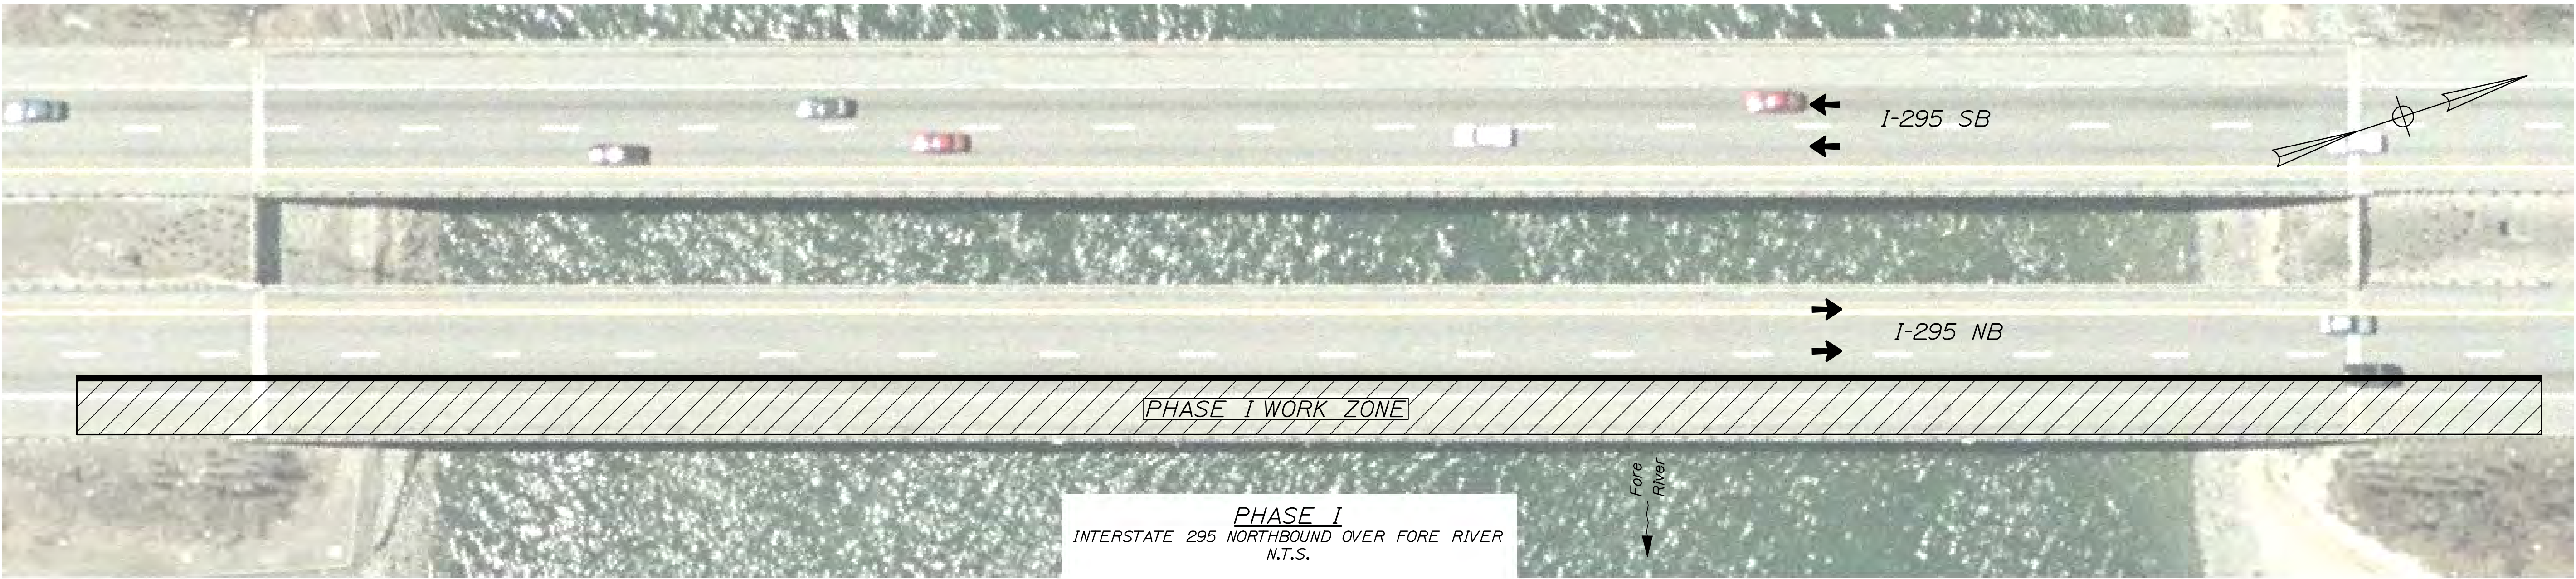 I-295 SB
I-295 NB
PHASE I WORK ZONE
Fore
River
PHASE I
INTERSTATE 295 NORTHBOUND OVER FORE RIVER
N.T.S.